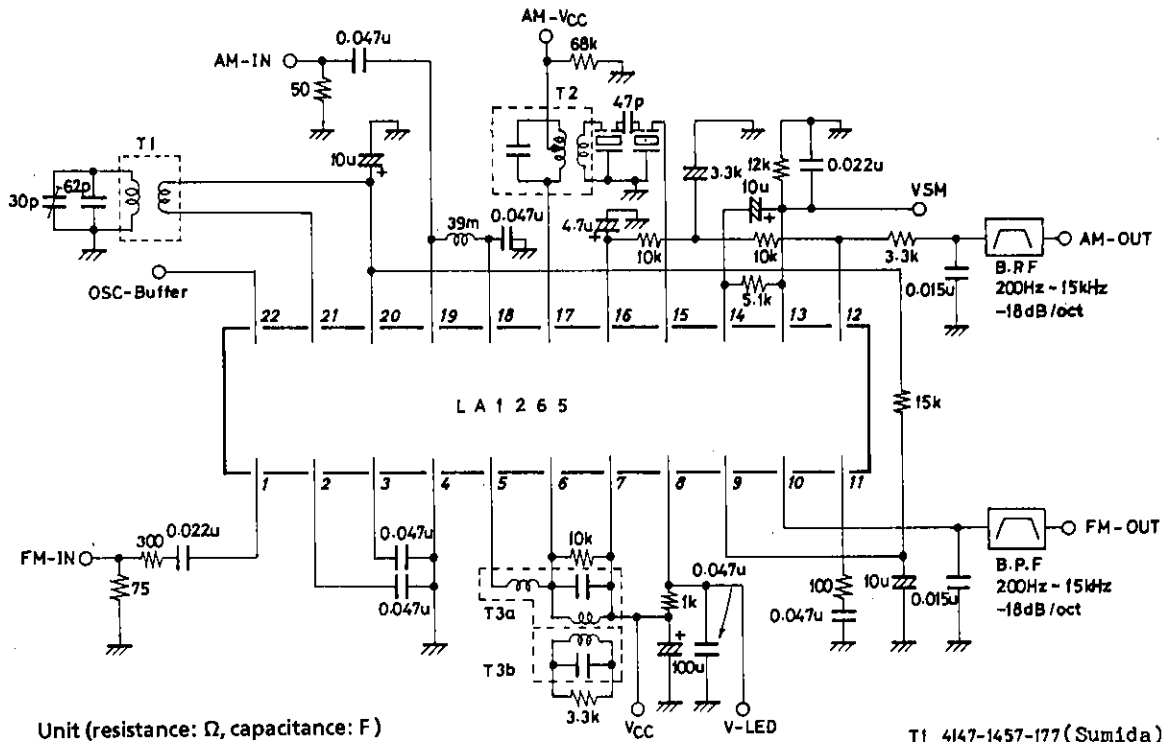 AM-VCC
0.047u
68k
AM-IN
T2
50
47p
T1
10u
+
3.3k
12k
0.022u
10u
+
VSM
30p
62p
4.7u
+
39m
0.047u
10k
10k
3.3k
AM-OUT
B.R.F
200Hz ~ 15kHz
-18dB/oct
0.015u
OSC-Buffer
5.1k
22 21 20 19 18 17 16 15 14 13 12
15k
LA1265
1 2 3 4 5 6 7 8 9 10 11
FM-IN
300
0.022u
75
0.047u
0.047u
10k
T3a
T3b
3.3k
1k
0.047u
+
100u
100
0.047u
10u
0.015u
FM-OUT
B.P.F
200Hz ~ 15kHz
-18dB/oct
VCC
V-LED
Unit (resistance: Ω, capacitance: F)
T1 4147-1457-177 (Sumida)